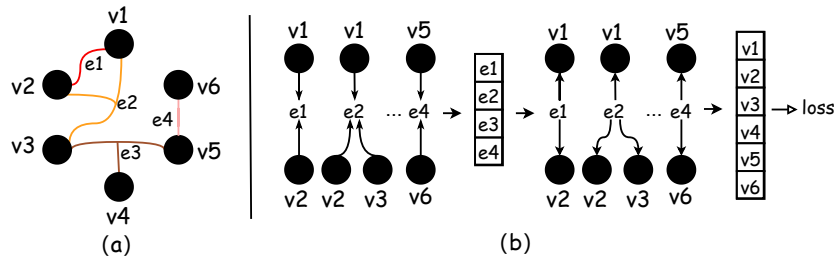 v1
e1
v2
v6
e2
e4
v3
e3
v5
v4
(a)
v1 v1 v5
e1 e2 ... e4
v2 v2 v3 v6
e1
e2
e3
e4
v1 v1 v5
e1 e2 ... e4
v2 v2 v3 v6
v1
v2
v3
v4
v5
v6
loss
(b)